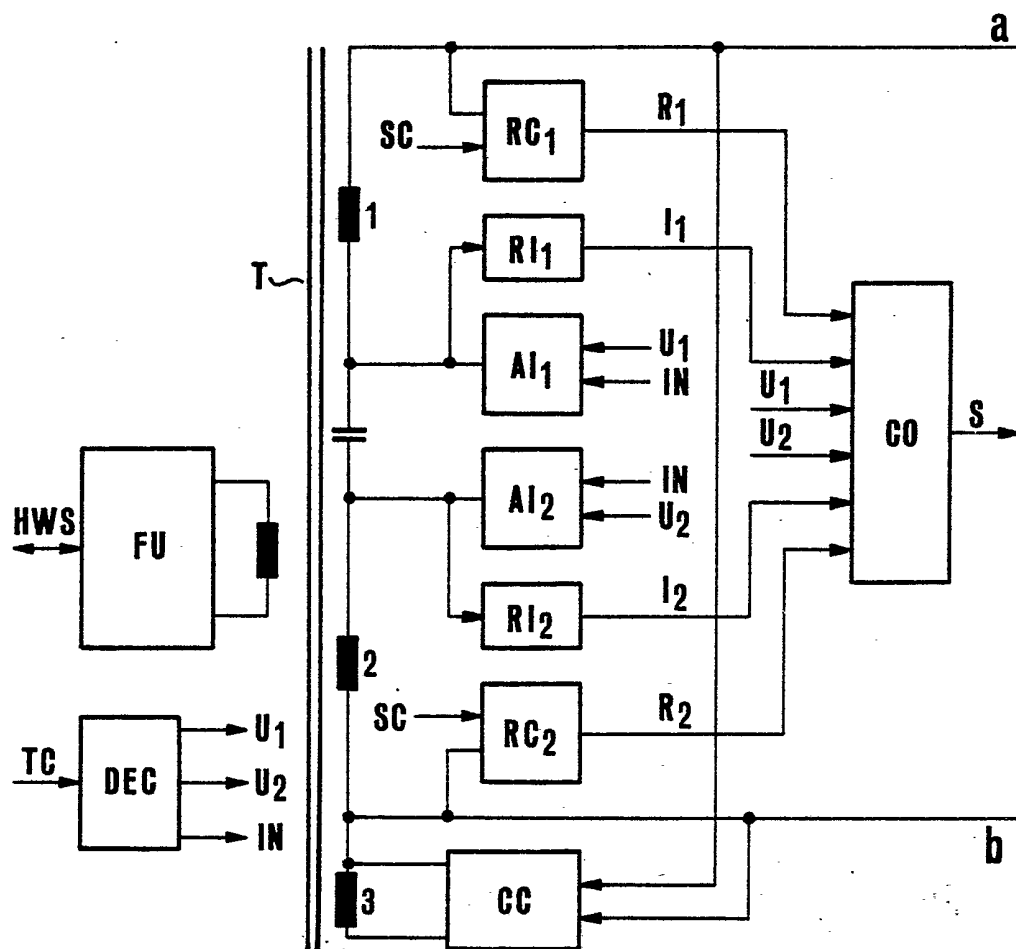 a
R1
SC
RC1
1
I1
RI1
T
AI1
U1
IN
U1
U2
CO
S
HWS
FU
AI2
IN
U2
I2
RI2
2
SC
RC2
R2
TC
DEC
U1
U2
IN
b
3
CC